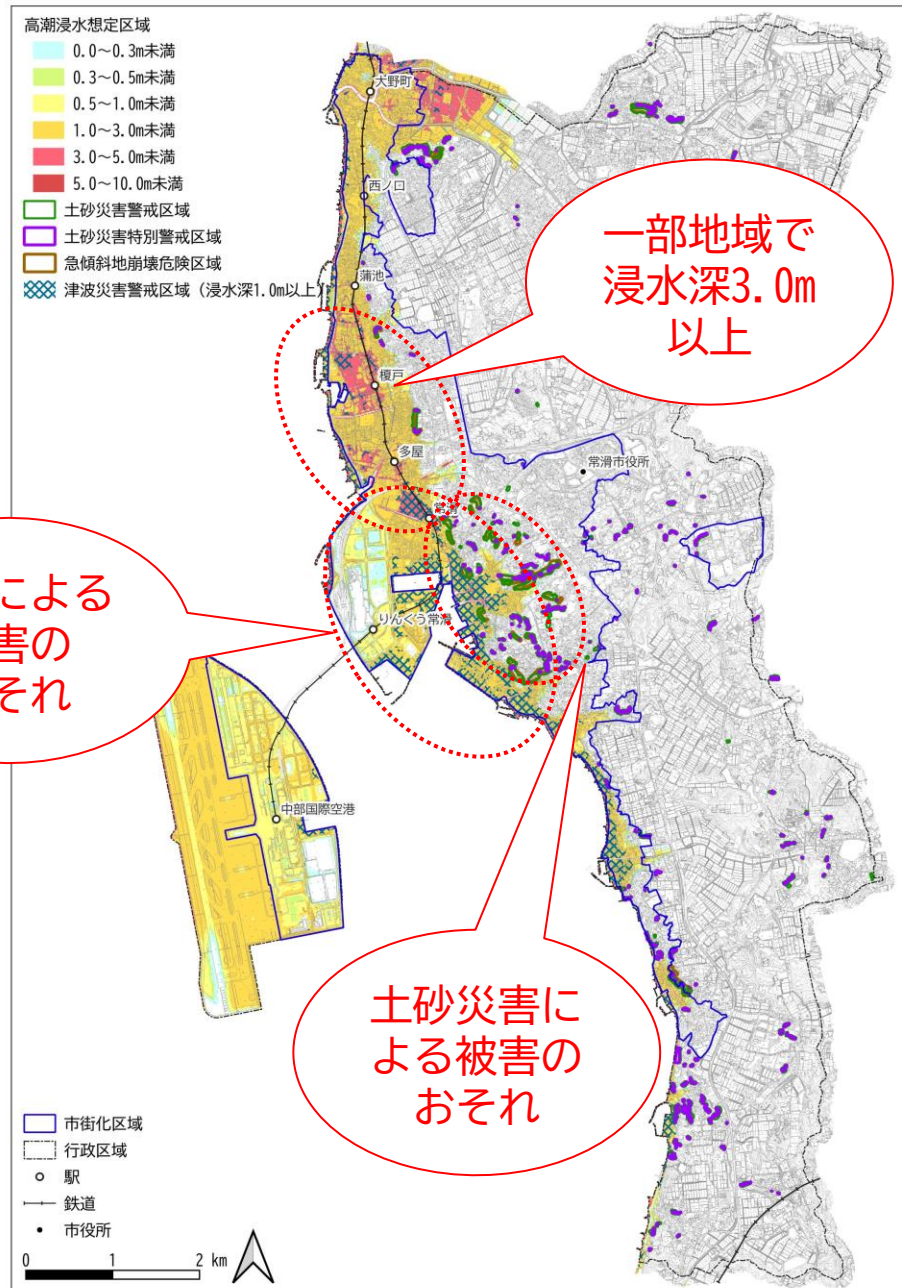 高潮浸水想定区域
0.0～0.3m未満
0.3～0.5m未満
0.5～1.0m未満
1.0～3.0m未満
3.0～5.0m未満
5.0～10.0m未満
土砂災害警戒区域
土砂災害特別警戒区域
急傾斜地崩壊危険区域
津波災害警戒区域（浸水深1.0m以上）
大野町
西ノ口
蒲池
榎戸
多屋
常滑
常滑市役所
りんくう常滑
中部国際空港
一部地域で
浸水深3.0m
以上
による
害の
それ
土砂災害に
よる被害の
おそれ
市街化区域
行政区域
駅
鉄道
市役所
0 1 2 km